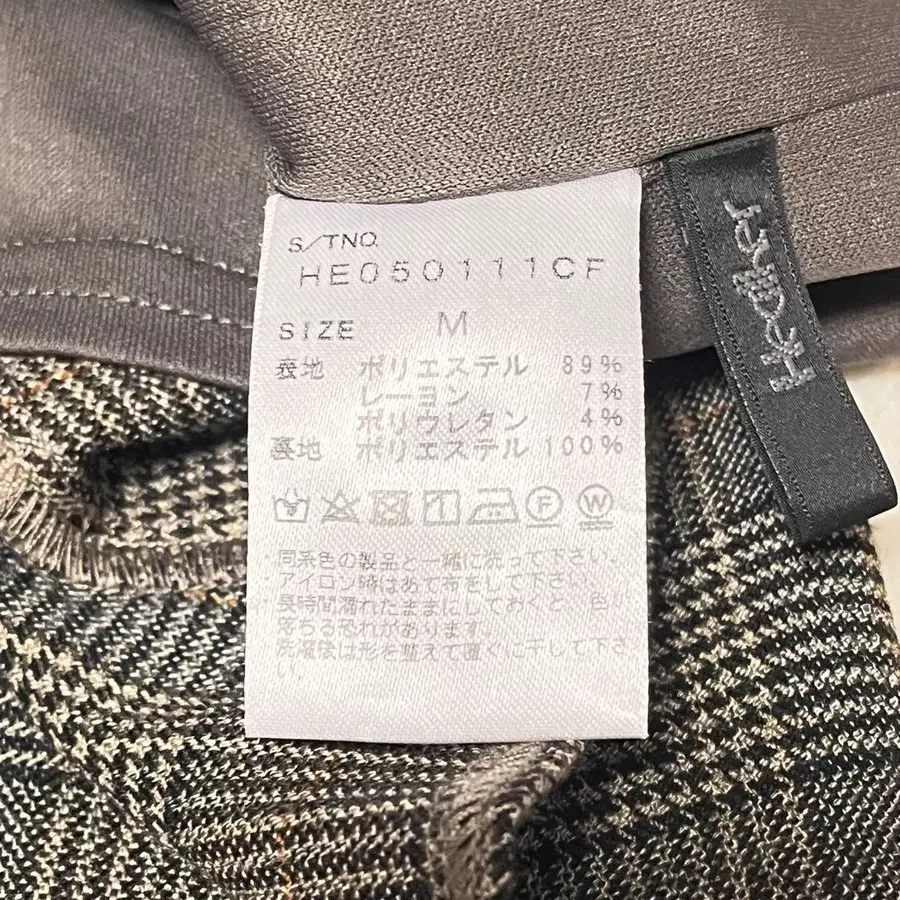 S/TNO.
HE050111CF
SIZE M
表地 ポリエステル 89%
レーヨン 7%
ポリウレタン 4%
裏地 ポリエステル 100%
F W
同系色の製品と一緒に洗って下さい。
アイロン時はあて布をして下さい。
長時間濡れたままにしておくと、色
落ちる恐れがあります。
洗濯後は形を整えて直ぐに干して下さ
い。